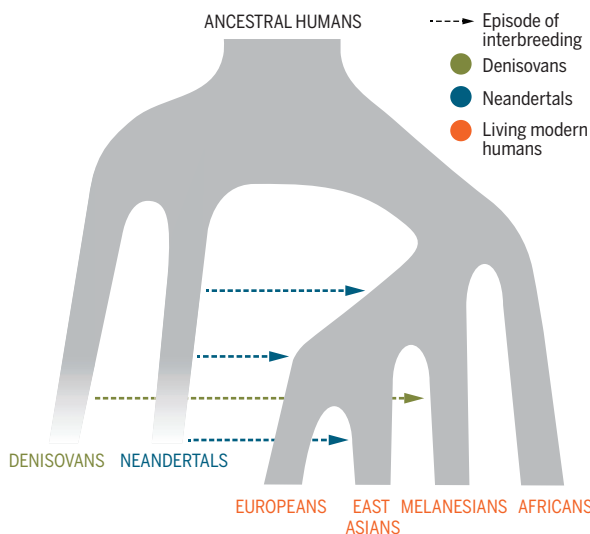 ANCESTRAL HUMANS
Episode of
interbreeding
Denisovans
Neandertals
Living modern
humans
DENISOVANS
NEANDERTALS
EUROPEANS
EAST
ASIANS
MELANESIANS
AFRICANS